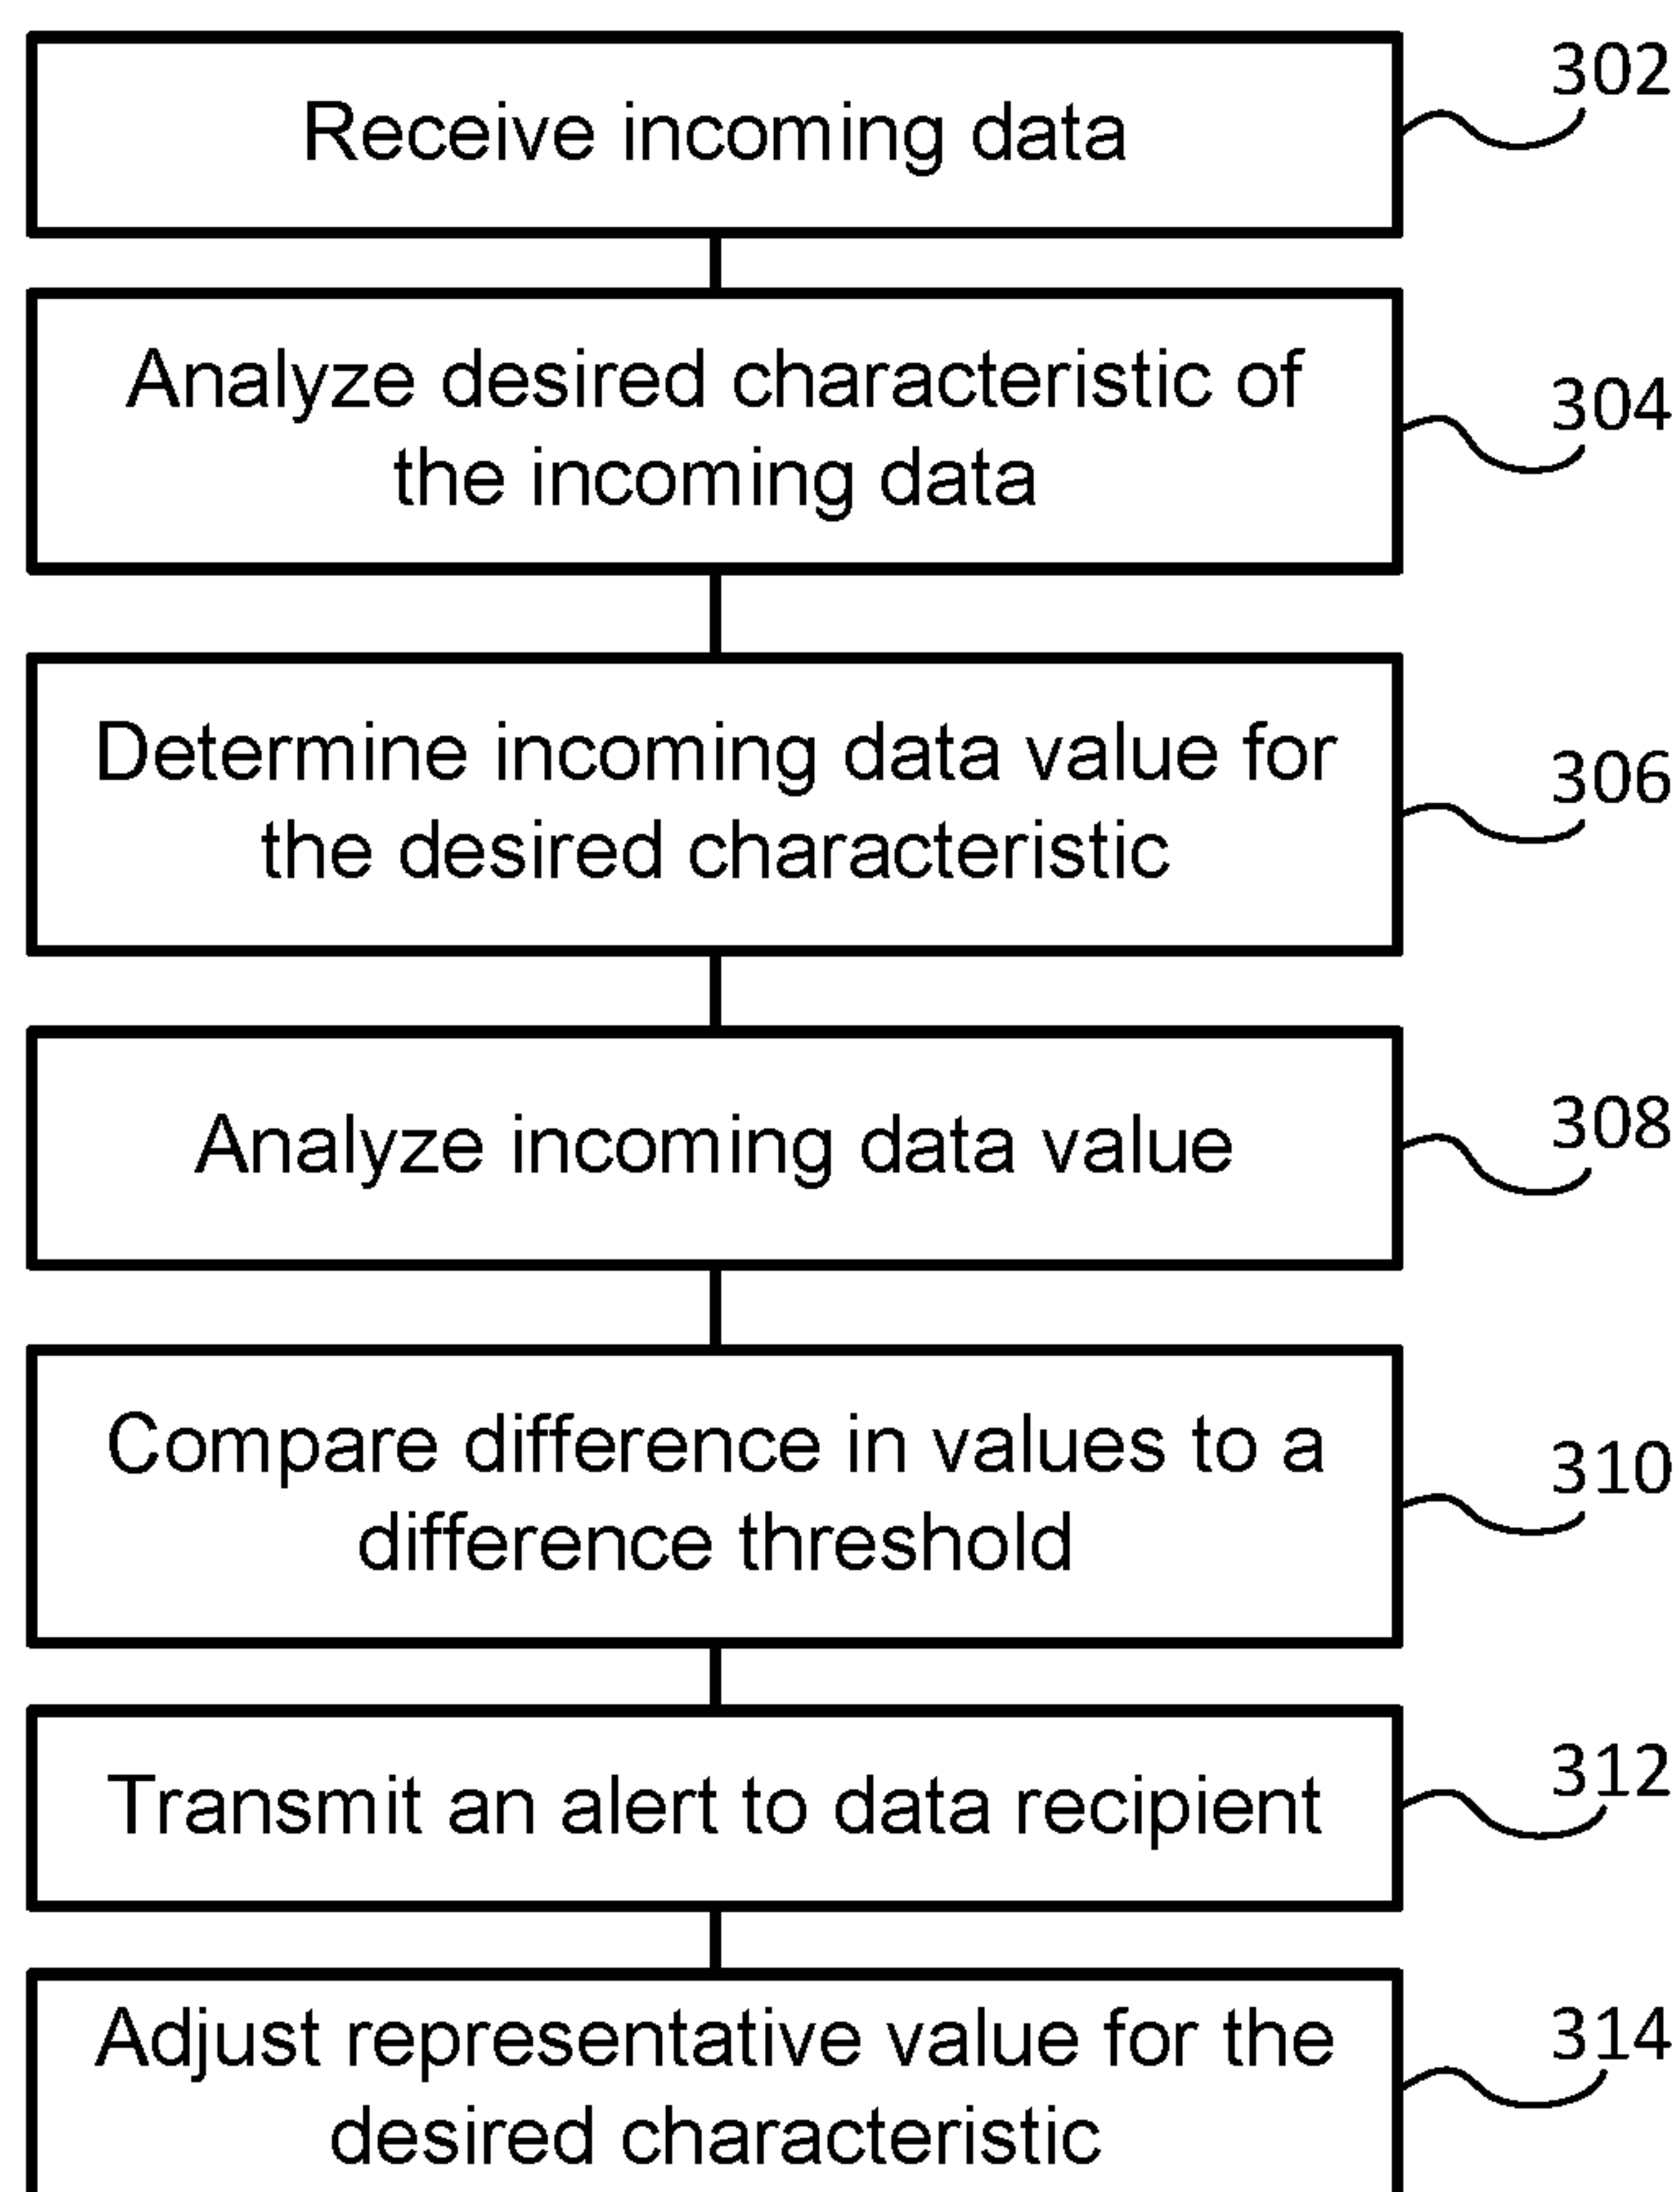 Receive incoming data
302
Analyze desired characteristic of
the incoming data
304
Determine incoming data value for
the desired characteristic
306
Analyze incoming data value
308
Compare difference in values to a
difference threshold
310
Transmit an alert to data recipient
312
Adjust representative value for the
desired characteristic
314